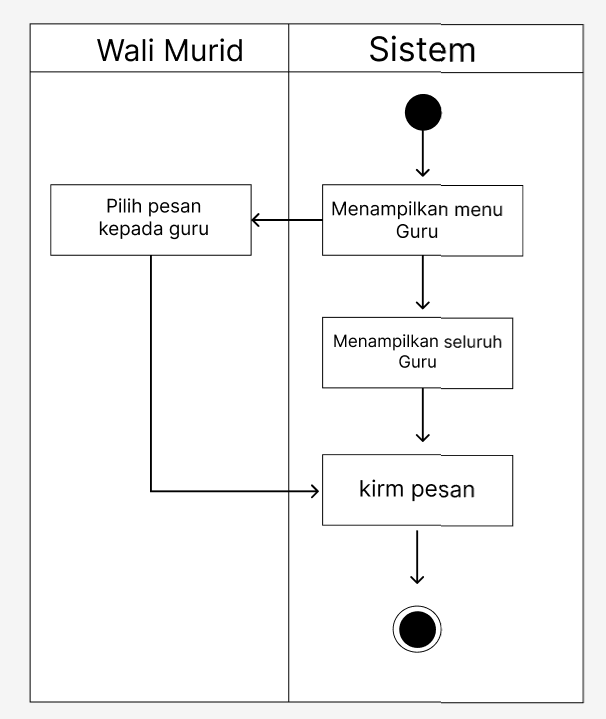 Wali Murid
Sistem
Pilih pesan
kepada guru
Menampilkan menu
Guru
Menampilkan seluruh
Guru
kirm pesan